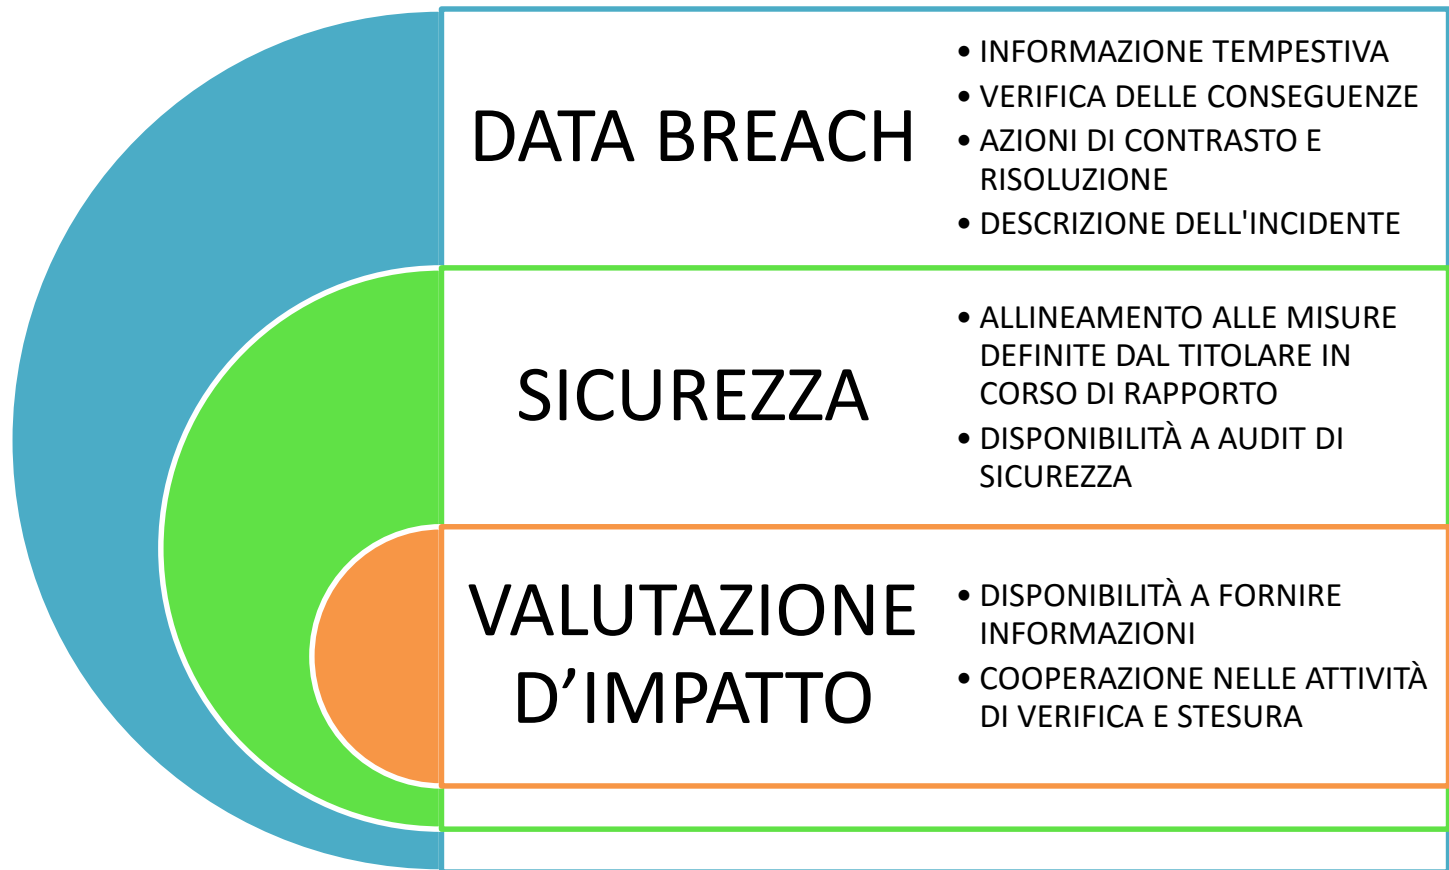 DATA BREACH
• INFORMAZIONE TEMPESTIVA
• VERIFICA DELLE CONSEGUENZE
• AZIONI DI CONTRASTO E
RISOLUZIONE
• DESCRIZIONE DELL'INCIDENTE
SICUREZZA
• ALLINEAMENTO ALLE MISURE
DEFINITE DAL TITOLARE IN
CORSO DI RAPPORTO
• DISPONIBILITÀ A AUDIT DI
SICUREZZA
VALUTAZIONE
D’IMPATTO
• DISPONIBILITÀ A FORNIRE
INFORMAZIONI
• COOPERAZIONE NELLE ATTIVITÀ
DI VERIFICA E STESURA